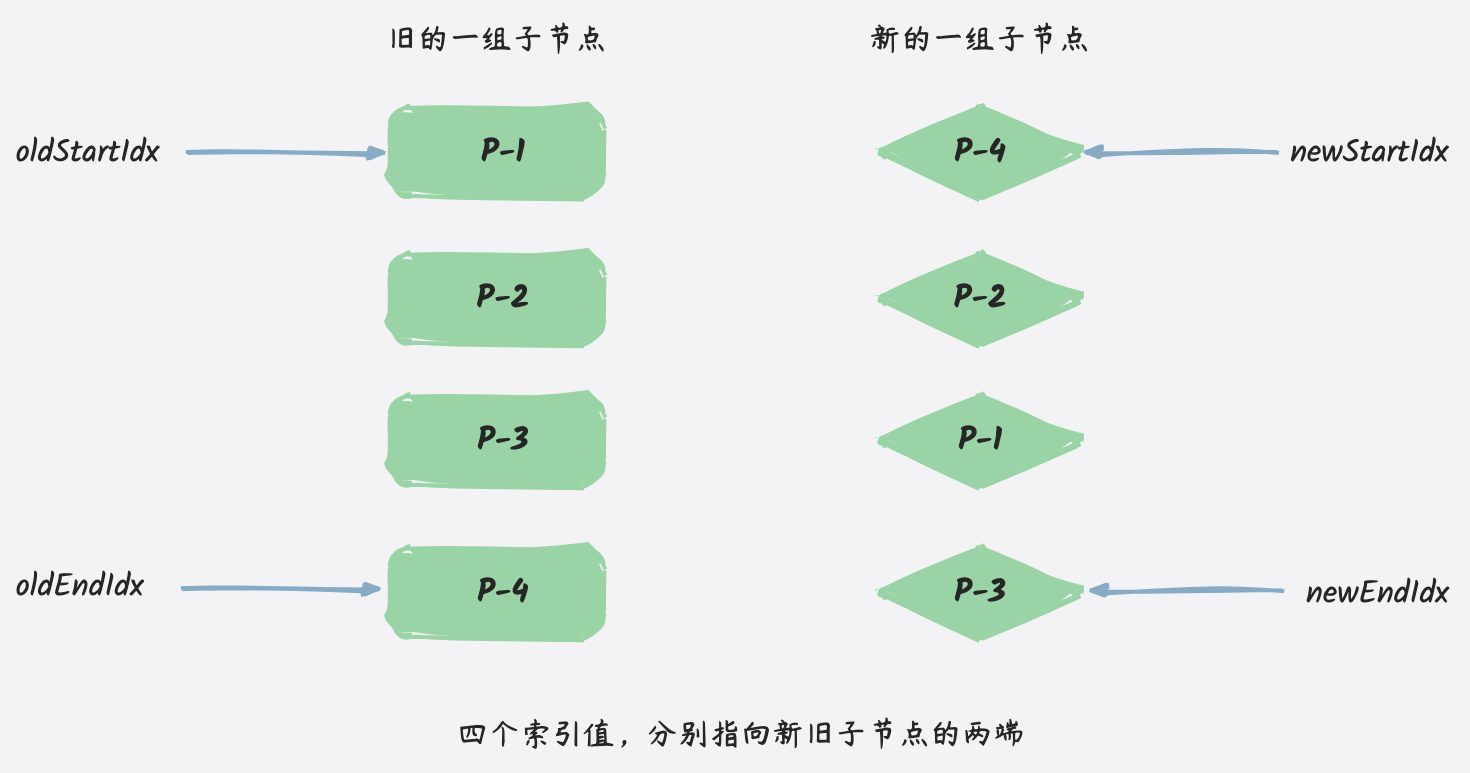 旧的一组子节点
新的一组子节点
oldStartIdx
P-1
P-4
newStartIdx
P-2
P-2
P-3
P-1
oldEndIdx
P-4
P-3
newEndIdx
四个索引值，分别指向新旧子节点的两端